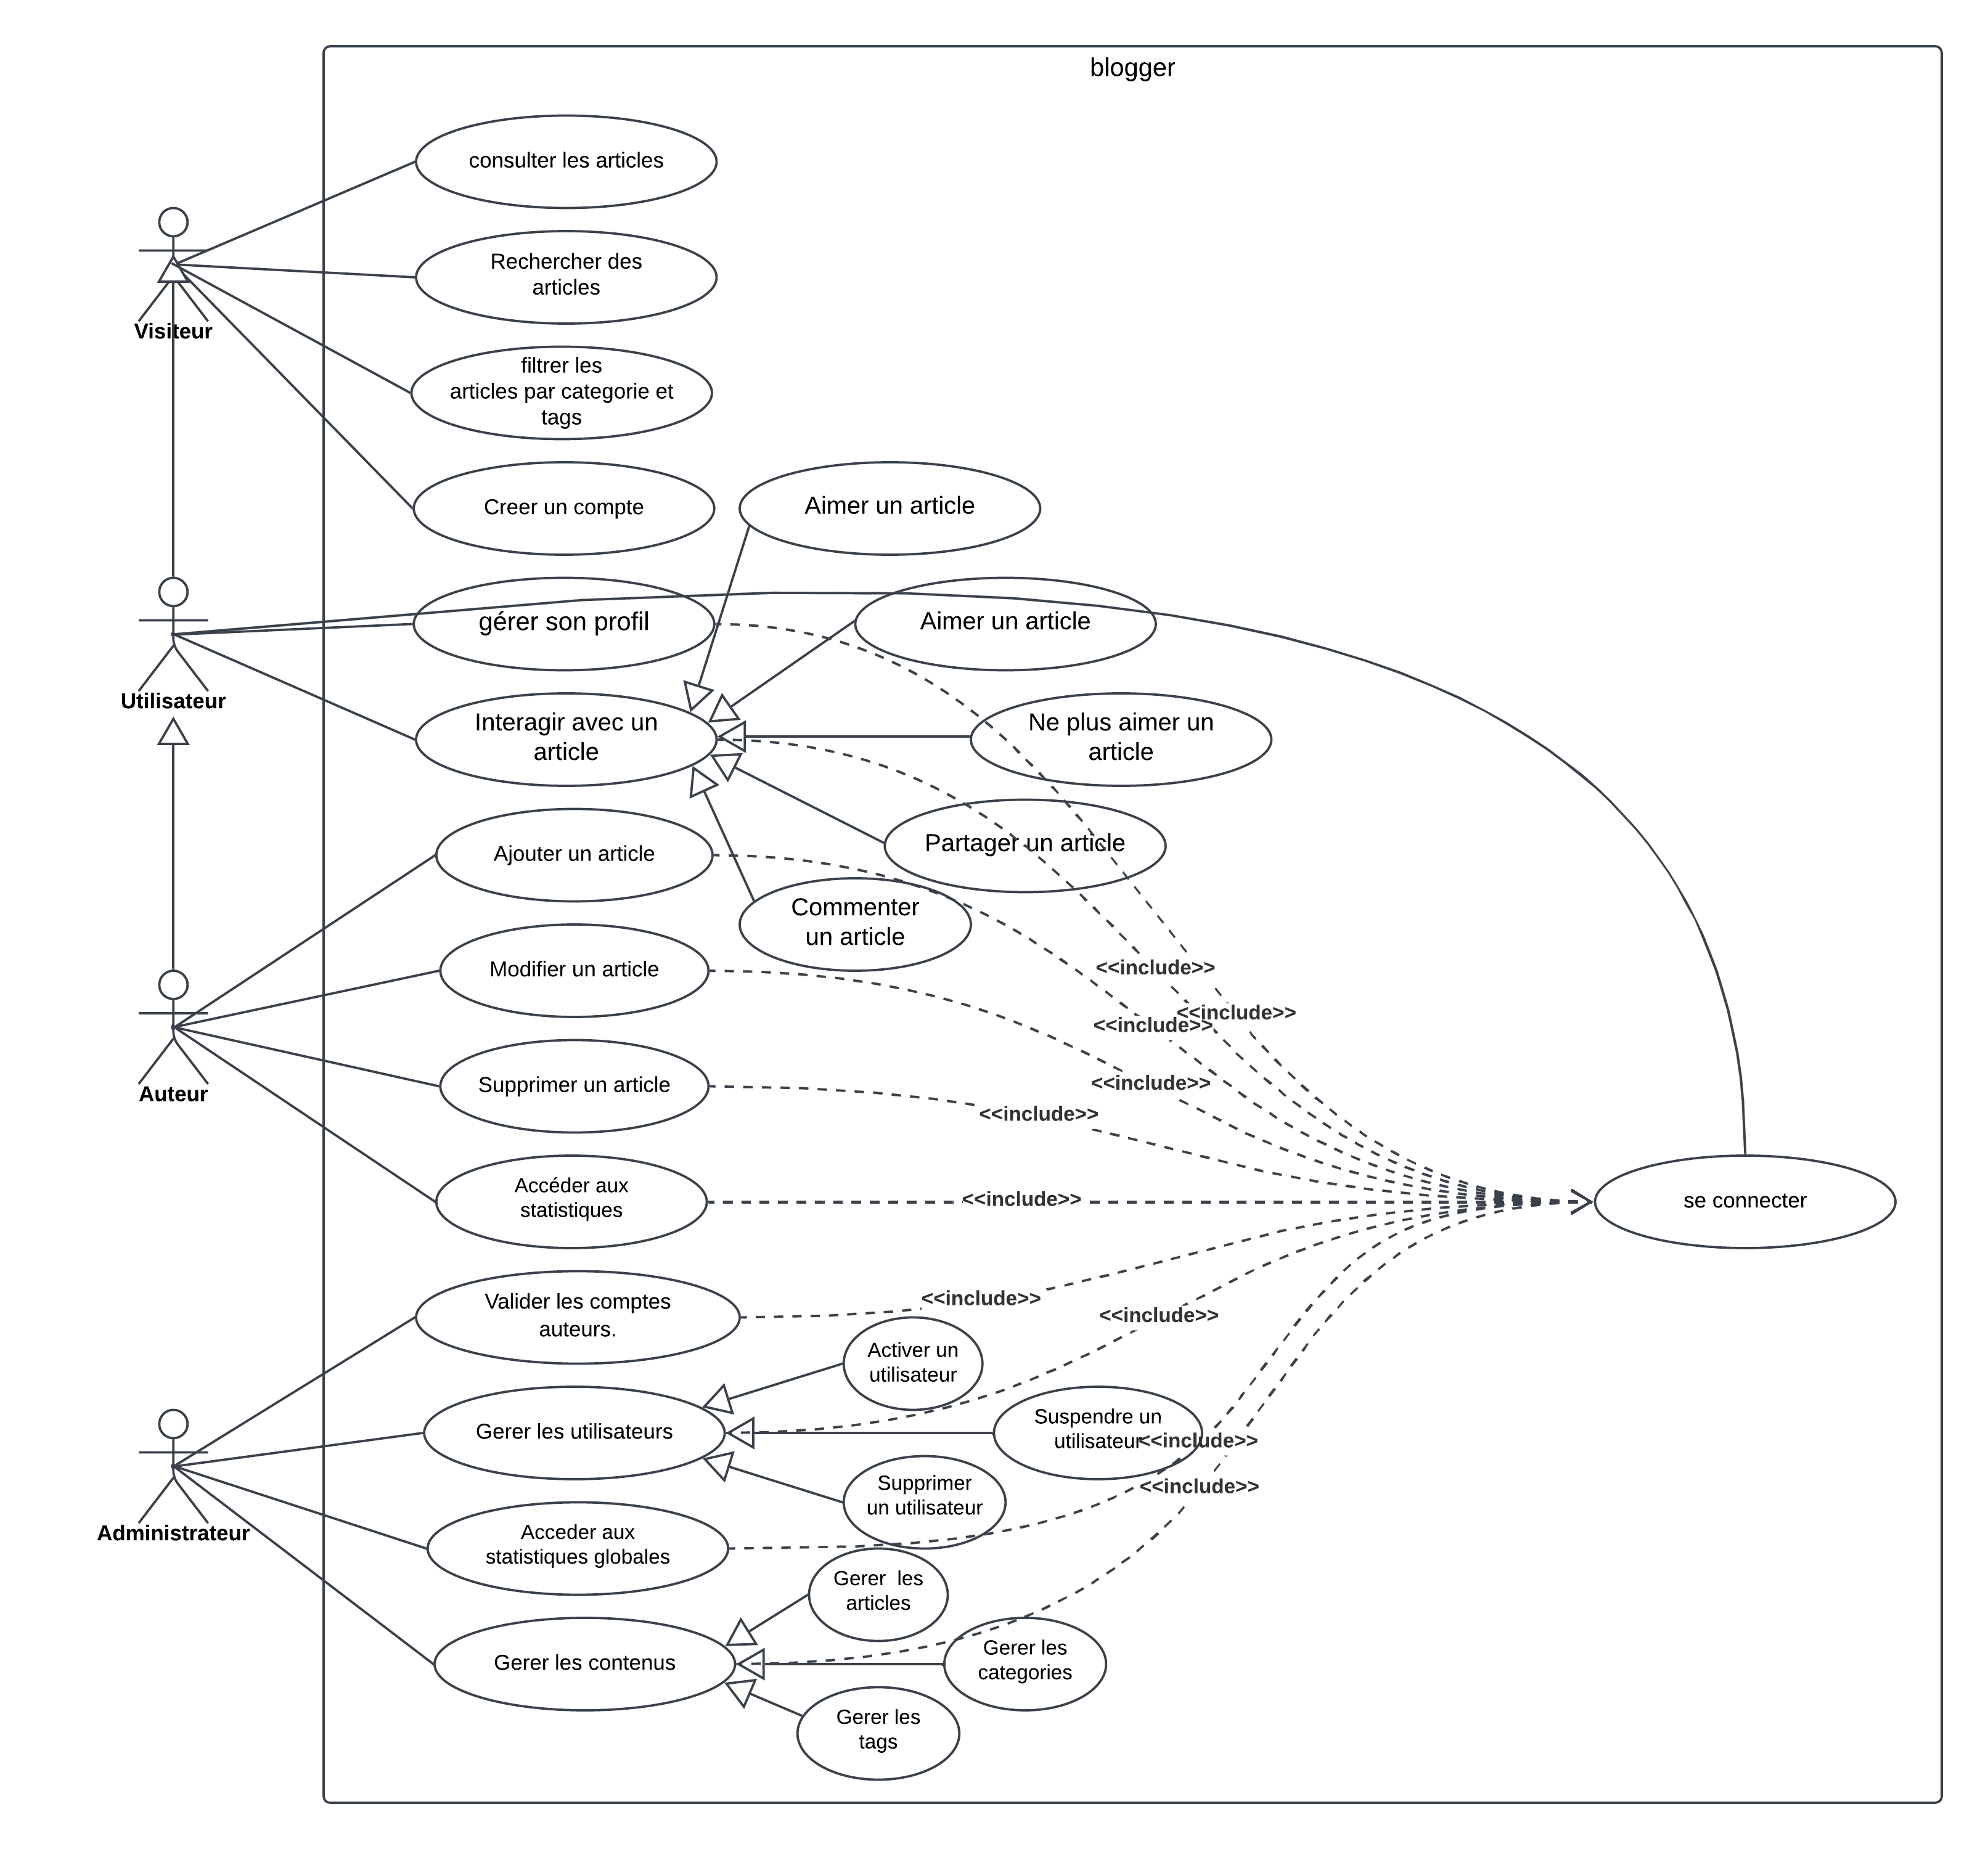 blogger
consulter les articles
Rechercher des
articles
Visiteur
filtrer les
articles par categorie et
tags
Creer un compte
Aimer un article
gérer son profil
Aimer un article
Utilisateur
Interagir avec un
article
Ne plus aimer un
article
Ajouter un article
Partager un article
Commenter
un article
Modifier un article
<<include>>
<<include>>
<<include>>
Supprimer un article
<<include>>
Auteur
<<include>>
Accéder aux
statistiques
<<include>>
se connecter
Valider les comptes
auteurs.
<<include>>
<<include>>
Activer un
utilisateur
Gerer les utilisateurs
Suspendre un
utilisateur
<<include>>
Supprimer
un utilisateur
<<include>>
Administrateur
Acceder aux
statistiques globales
Gerer  les
articles
Gerer les contenus
Gerer les
categories
Gerer les
tags